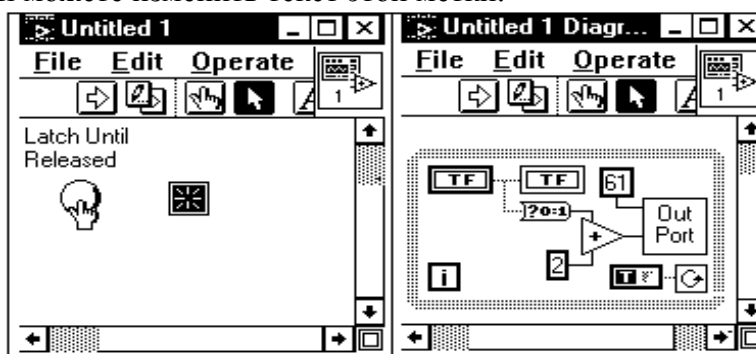 Untitled 1
File Edit Operate
1
Latch Until
Released
Untitled 1 Diagr...
File Edit Operate
1
TF
TF
61
?0:1
+
Out
Port
2
i
T